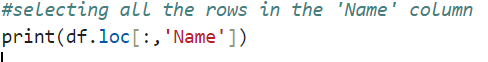 #selecting all the rows in the 'Name' column
print(df.loc[:,'Name'])